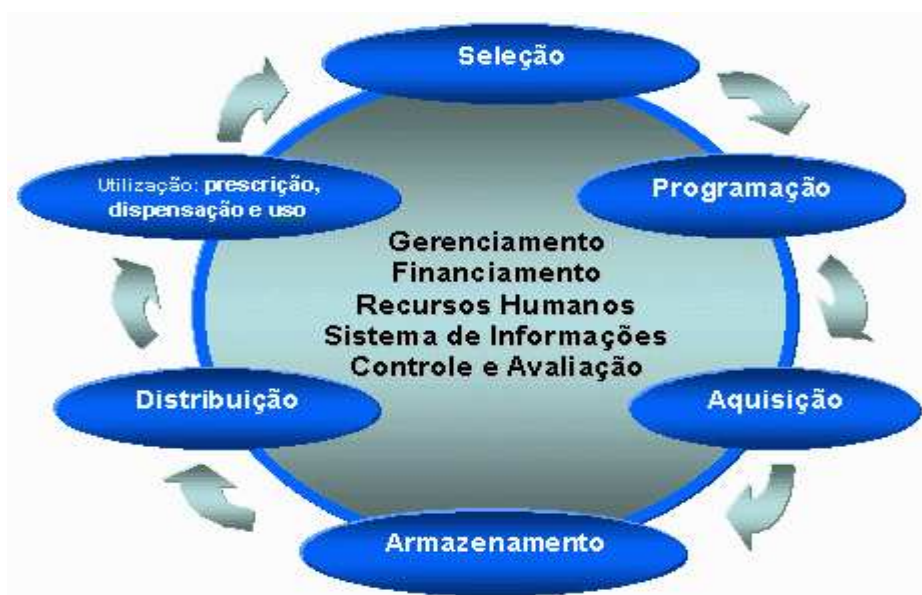 Seleção
Programação
Utilização: prescrição,
dispensação e uso
Gerenciamento
Financiamento
Recursos Humanos
Sistema de Informações
Controle e Avaliação
Distribuição
Aquisição
Armazenamento